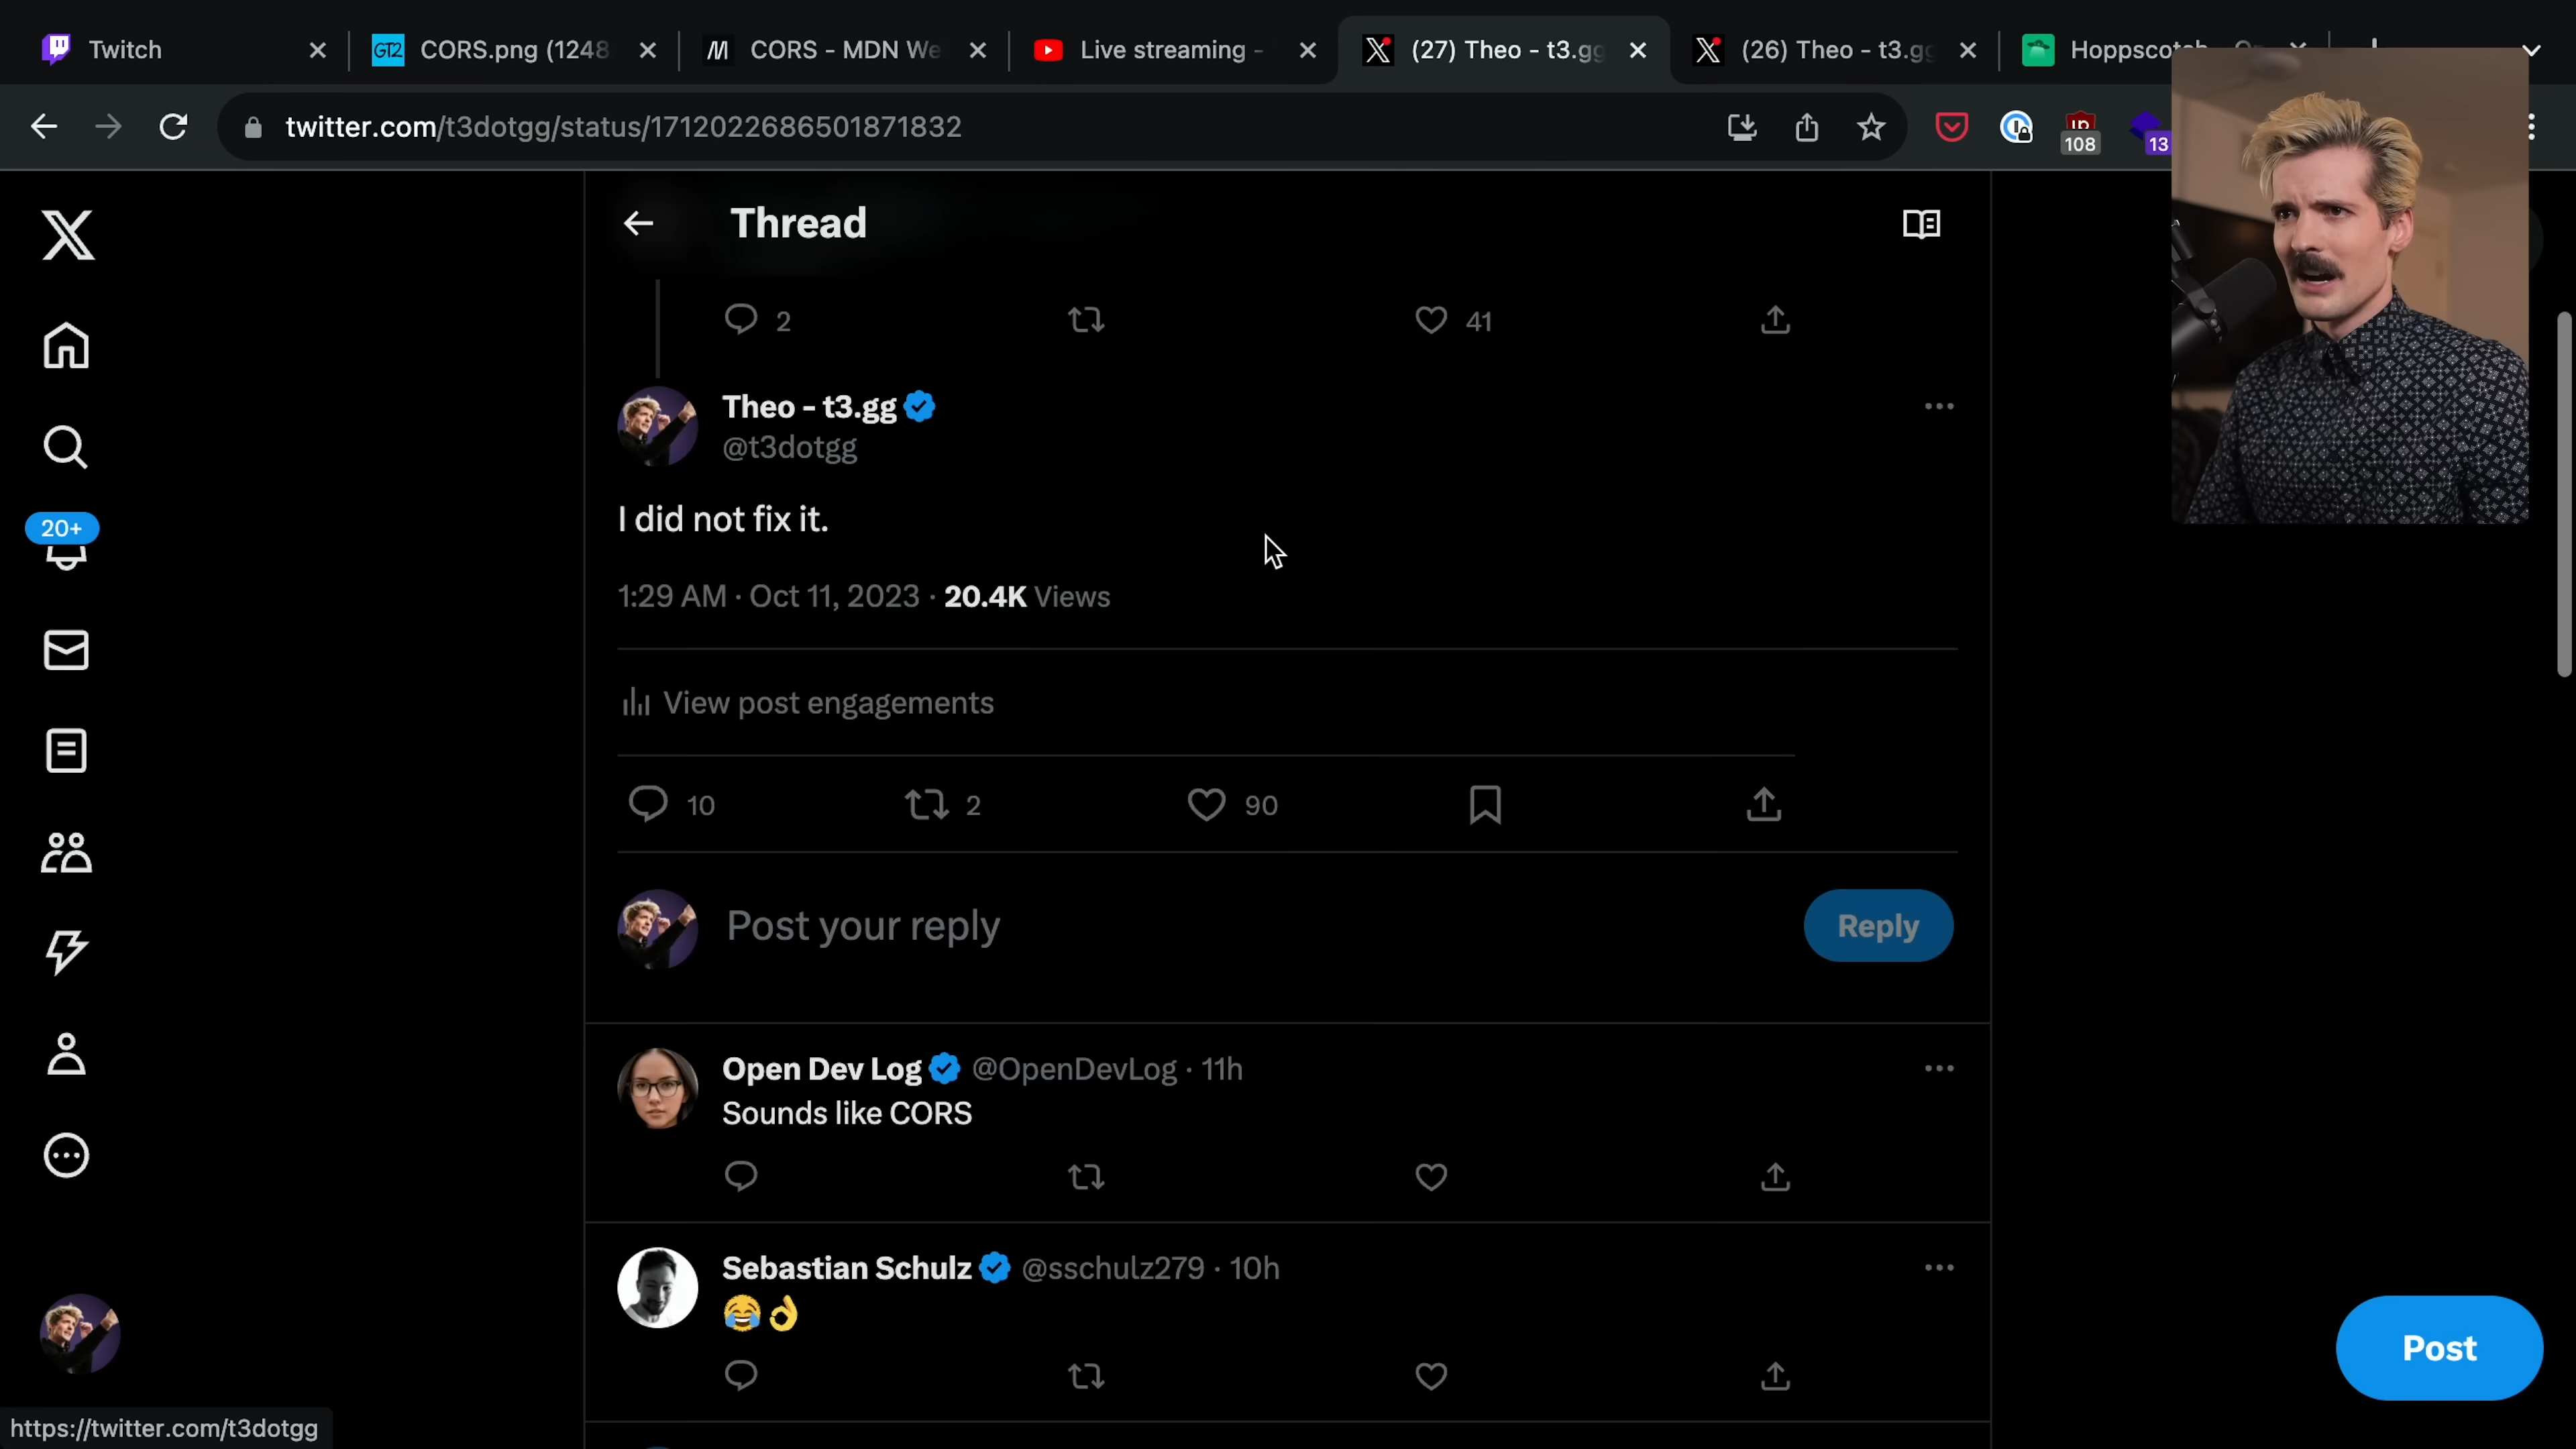 Twitch
CORS.png (1248
CORS - MDN We
Live streaming -
(27) Theo - t3.gg
(26) Theo - t3.gg
Hoppscotch
twitter.com/t3dotgg/status/1712022686501871832
108
13
Thread
2
41
Theo - t3.gg
@t3dotgg
I did not fix it.
20+
1:29 AM · Oct 11, 2023 · 20.4K Views
View post engagements
10
2
90
Post your reply
Reply
Open Dev Log @OpenDevLog · 11h
Sounds like CORS
Sebastian Schulz @sschulz279 · 10h
😂👌
Post
https://twitter.com/t3dotgg